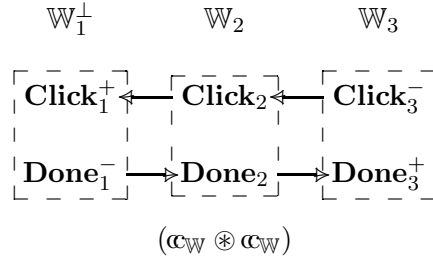 𝕎₁^⊥ 𝕎₂ 𝕎₃
Click₁⁺ Click₂ Click₃⁻
Done₁⁻ Done₂ Done₃⁺
(𝕔𝕔_𝕎 ⊛ 𝕔𝕔_𝕎)